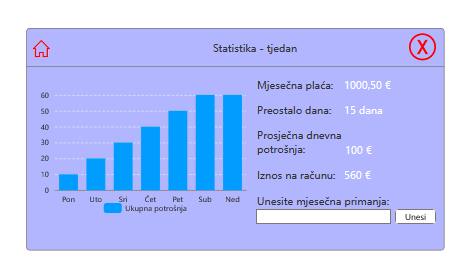 Statistika - tjedan
X
Mjesečna plaća: 1000,50 €
Preostalo dana: 15 dana
Prosječna dnevna
potrošnja: 100 €
Iznos na računu: 560 €
Unesite mjesečna primanja:
Unesi
60
50
40
30
20
10
0
Pon Uto Sri Čet Pet Sub Ned
Ukupna potrošnja